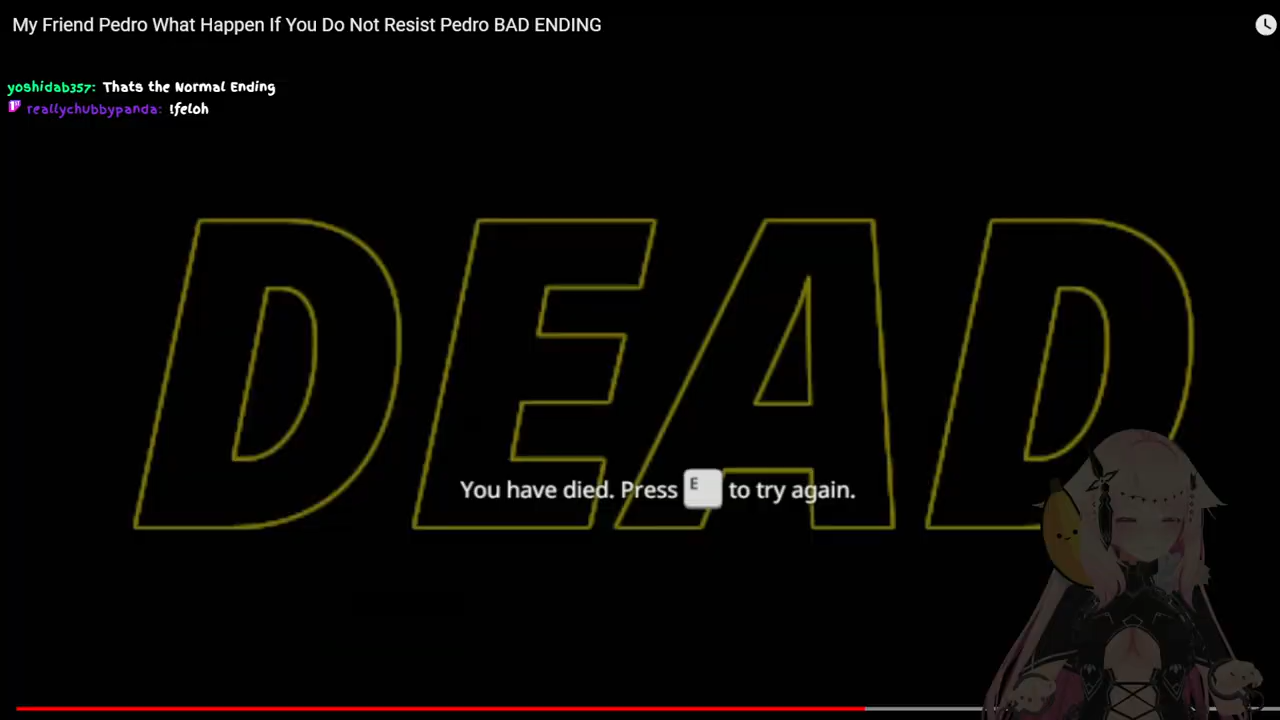 My Friend Pedro What Happen If You Do Not Resist Pedro BAD ENDING
yoshidab357: Thats the Normal Ending
reallychubbypanda: !feloh
DEAD
You have died. Press E to try again.